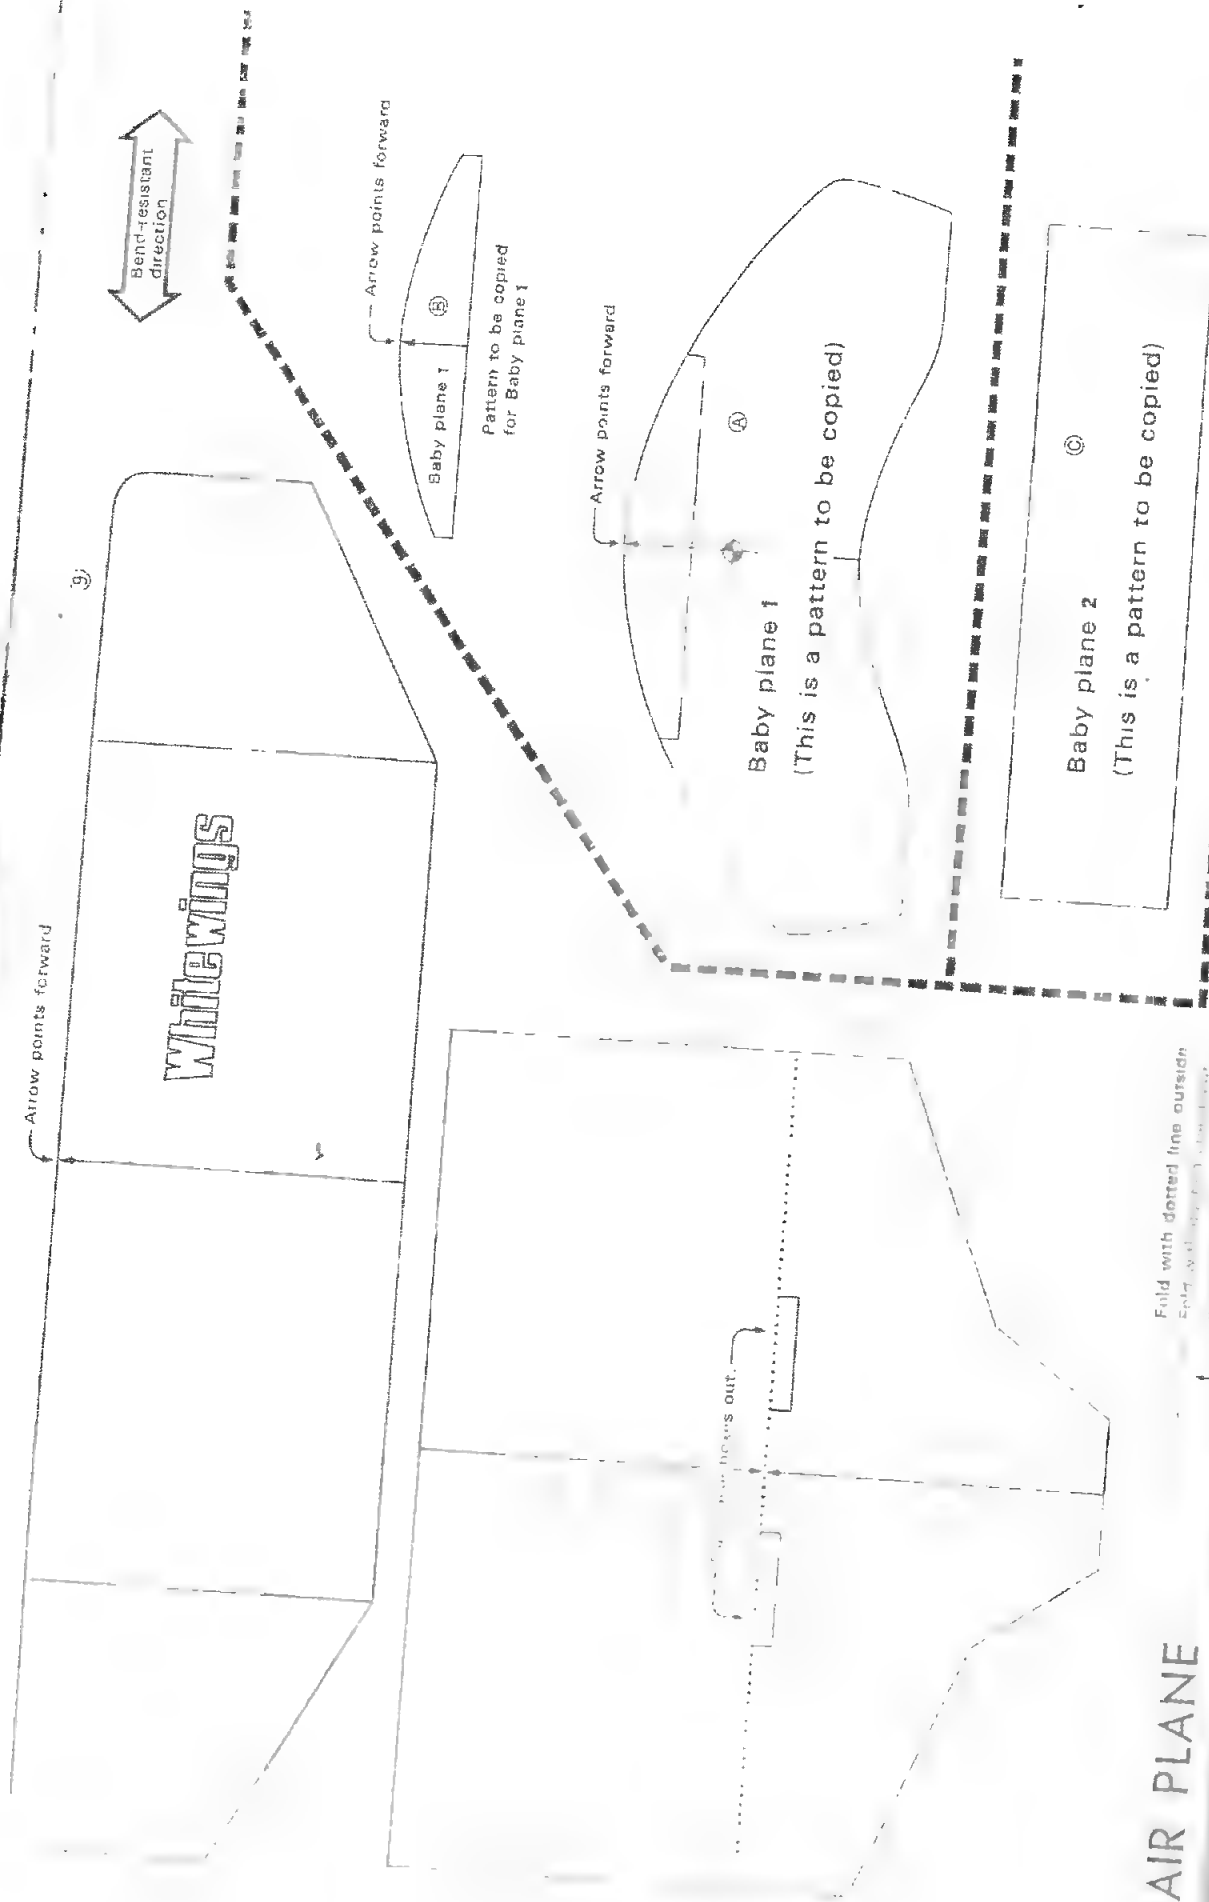 Bend-resistant
direction
Arrow points forward
Baby plane 1
Ⓑ
Pattern to be copied
for Baby plane 1
⑨
Arrow points forward
Whitewings
Arrow points forward
Ⓐ
Baby plane 1
(This is a pattern to be copied)
Ⓒ
Baby plane 2
(This is a pattern to be copied)
out.
Fold with dotted line outside
AIR PLANE